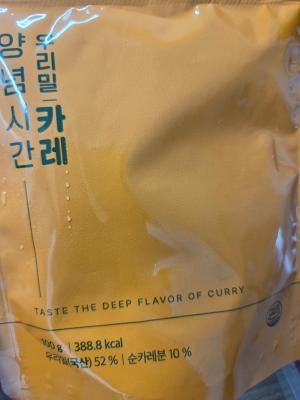 우리밀 카레
양념시간
TASTE THE DEEP FLAVOR OF CURRY
100 g | 388.8 kcal
우리밀(국산) 52 % | 순카레분 10 %